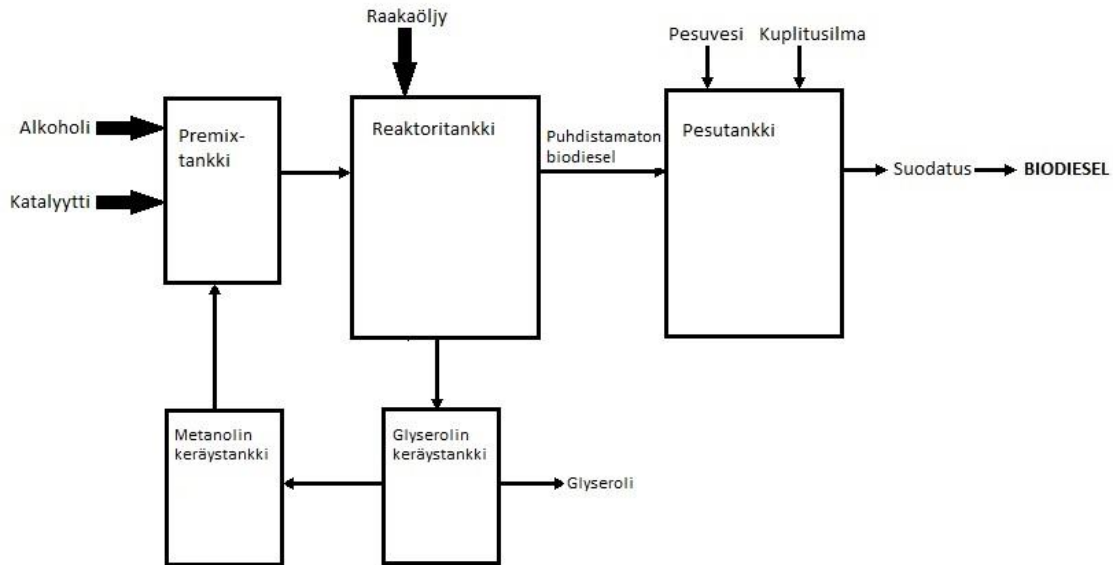 Raakaöljy
Pesuvesi
Kuplitusilma
Alkoholi
Katalyytti
Premix-
tankki
Reaktoritankki
Puhdistamaton
biodiesel
Pesutankki
Suodatus
BIODIESEL
Metanolin
keräystankki
Glyserolin
keräystankki
Glyseroli